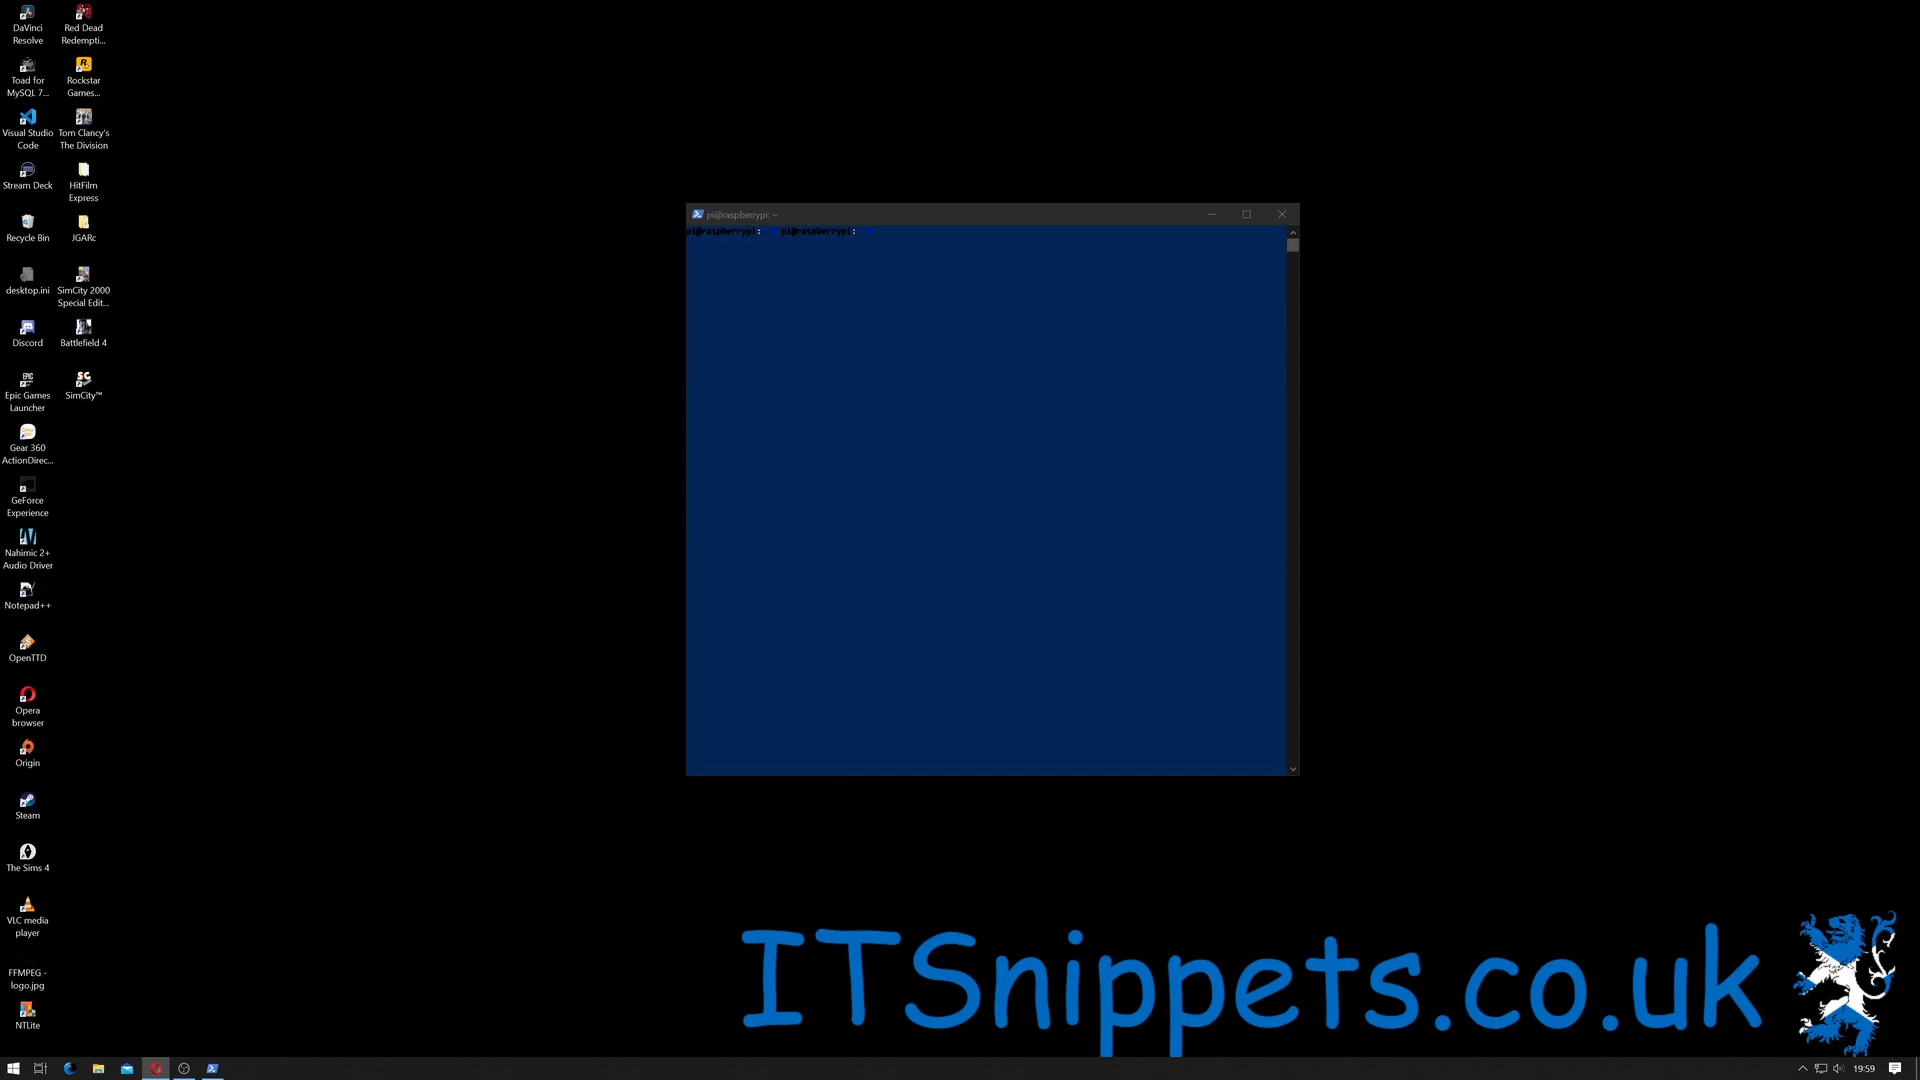 DaVinci
Resolve
Red Dead
Redempti...
Toad for
MySQL 7...
Rockstar
Games...
Visual Studio
Code
Tom Clancy's
The Division
Stream Deck
HitFilm
Express
Recycle Bin
JGARc
desktop.ini
SimCity 2000
Special Edit...
Discord
Battlefield 4
EPIC
Epic Games
Launcher
SC
SimCity™
Gear 360
ActionDirec...
GeForce
Experience
Nahimic 2+
Audio Driver
Notepad++
OpenTTD
Opera
browser
Origin
Steam
The Sims 4
VLC media
player
FFMPEG -
logo.jpg
NTLite
pi@raspberrypi: ~
pi@raspberrypi: pi@raspberrypi:
ITSnippets.co.uk
19:59